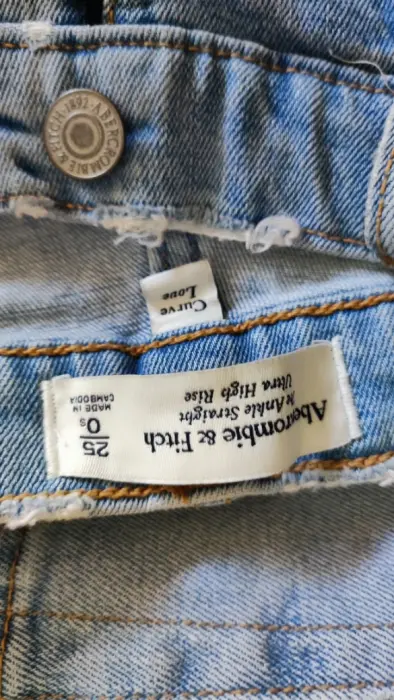 ABERCROMBIE & FITCH · 1892 ·
Curve
Love
Abercrombie & Fitch
Ankle Straight
Ultra High Rise
25
0s
MADE IN
CAMBODIA